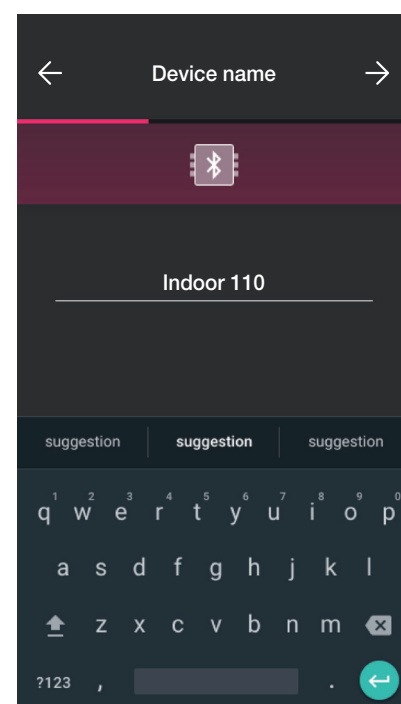 Device name
Indoor 110
suggestion suggestion suggestion
1 2 3 4 5 6 7 8 9 0
q w e r t y u i o p
a s d f g h j k l
z x c v b n m
?123 , .